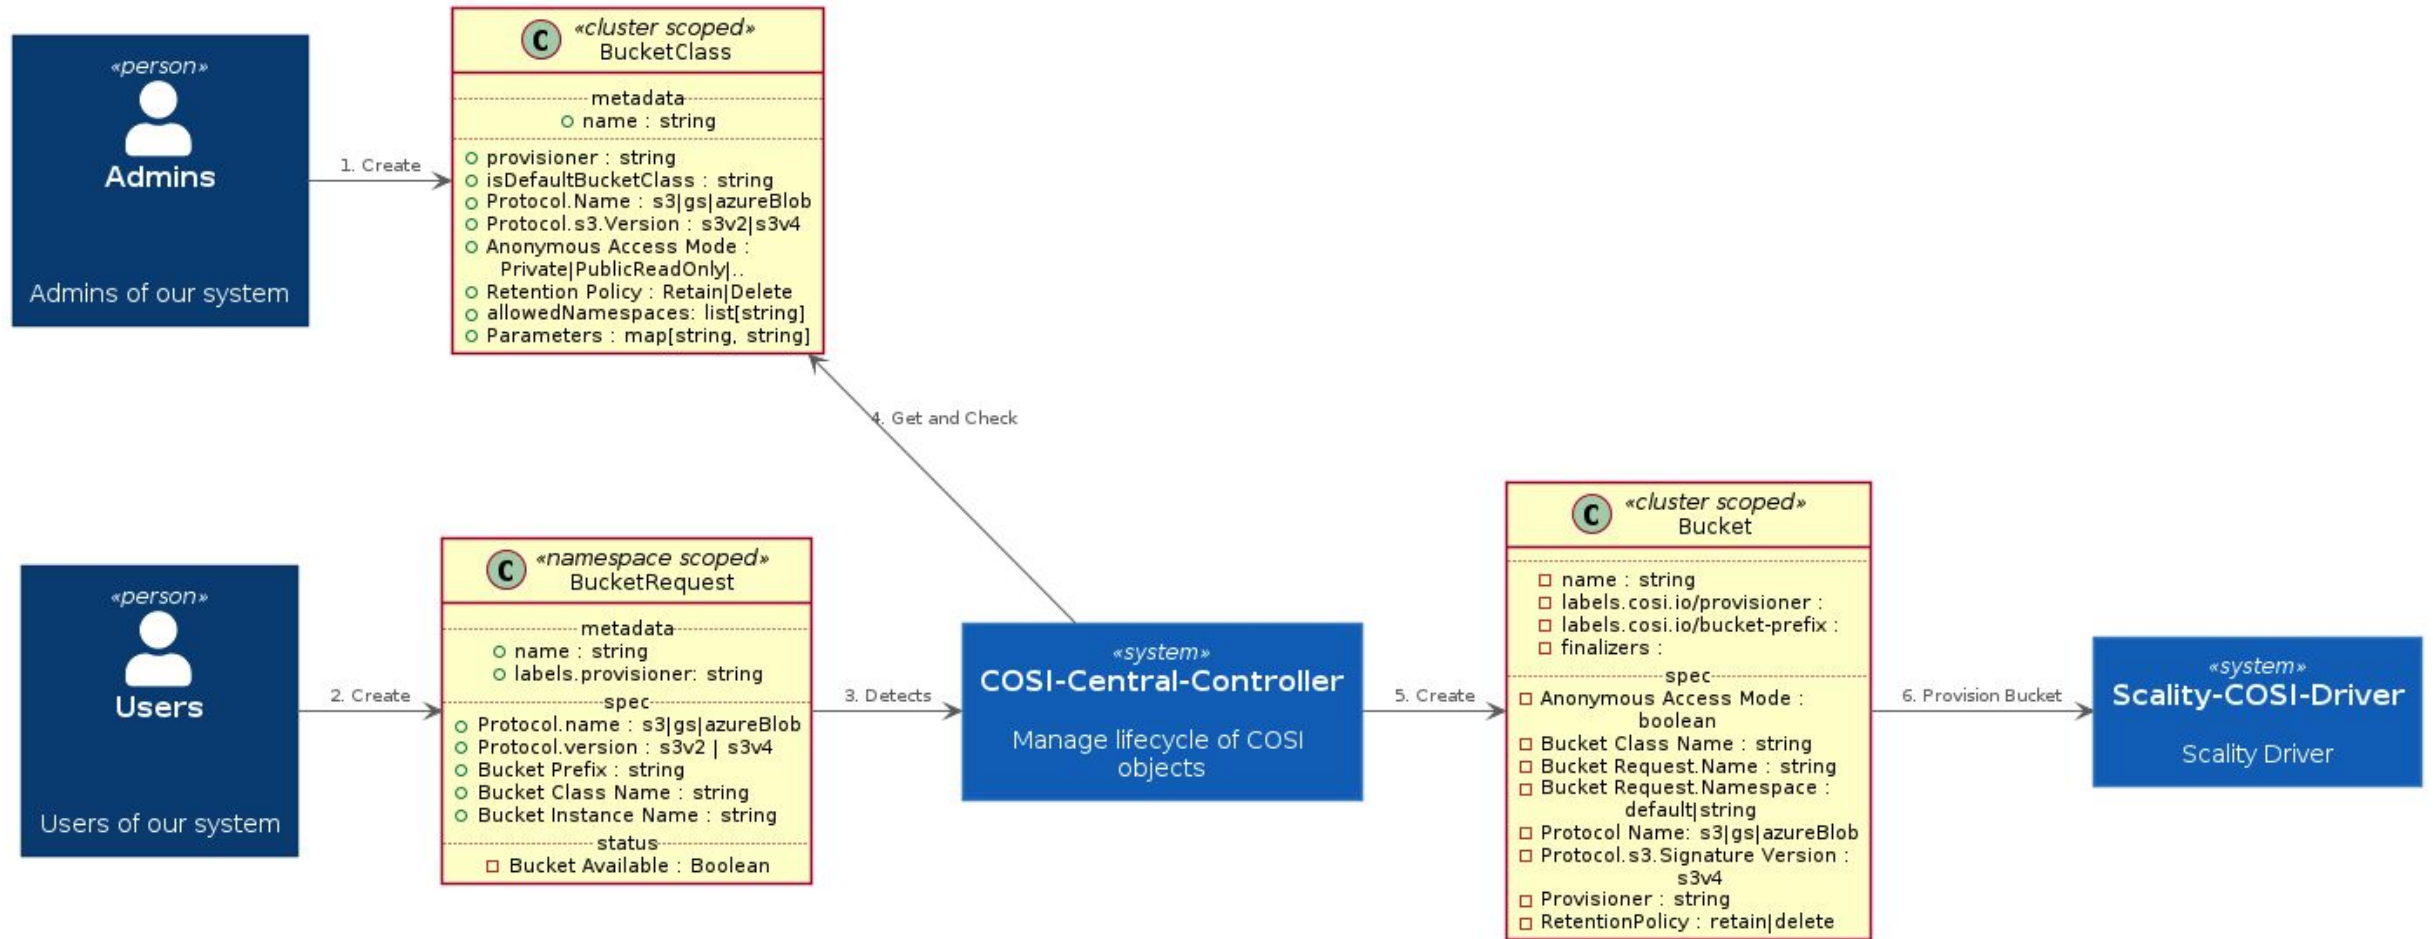 «person»
Admins
Admins of our system
1. Create
C
«cluster scoped»
BucketClass
metadata
name : string
provisioner : string
isDefaultBucketClass : string
Protocol.Name : s3|gs|azureBlob
Protocol.s3.Version : s3v2|s3v4
Anonymous Access Mode :
Private|PublicReadOnly|..
Retention Policy : Retain|Delete
allowedNamespaces: list[string]
Parameters : map[string, string]
4. Get and Check
«person»
Users
Users of our system
2. Create
C
«namespace scoped»
BucketRequest
metadata
name : string
labels.provisioner: string
spec
Protocol.name : s3|gs|azureBlob
Protocol.version : s3v2 | s3v4
Bucket Prefix : string
Bucket Class Name : string
Bucket Instance Name : string
status
Bucket Available : Boolean
3. Detects
«system»
COSI-Central-Controller
Manage lifecycle of COSI
objects
5. Create
C
«cluster scoped»
Bucket
name : string
labels.cosi.io/provisioner :
labels.cosi.io/bucket-prefix :
finalizers :
spec
Anonymous Access Mode :
boolean
Bucket Class Name : string
Bucket Request.Name : string
Bucket Request.Namespace :
default|string
Protocol Name: s3|gs|azureBlob
Protocol.s3.Signature Version :
s3v4
Provisioner : string
RetentionPolicy : retain|delete
6. Provision Bucket
«system»
Scality-COSI-Driver
Scality Driver